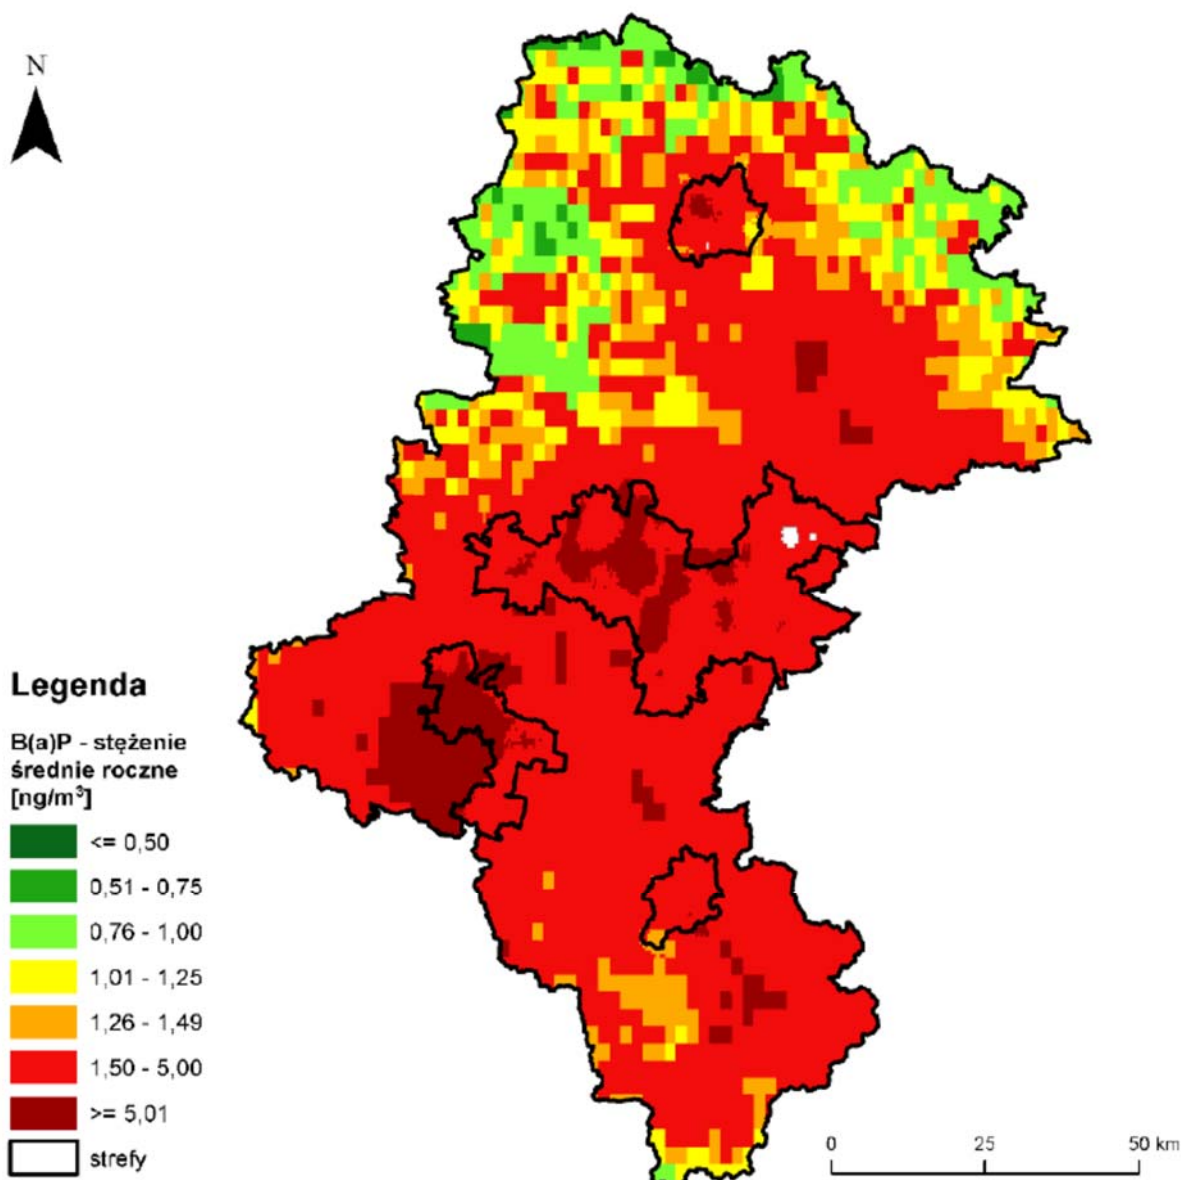 N
Legenda
B(a)P - stężenie
średnie roczne
[ng/m³]
<= 0,50
0,51 - 0,75
0,76 - 1,00
1,01 - 1,25
1,26 - 1,49
1,50 - 5,00
>= 5,01
strefy
0 25 50 km